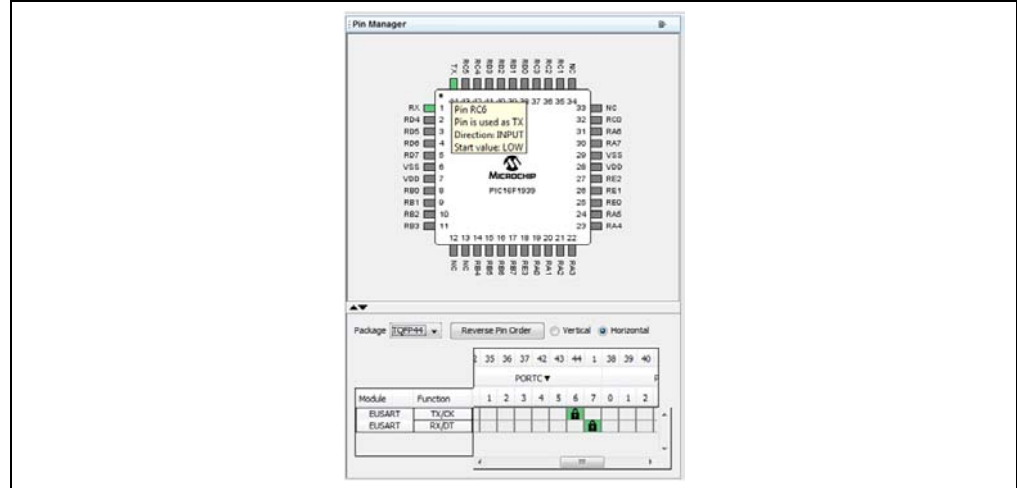 Pin Manager
TX RC5 RC4 RD3 RD2 RD1 RD0 RC3 RC2 RC1 NC
44 43 42 41 40 39 38 37 36 35 34
RX 1 33 NC
RD4 2 32 RC0
RD5 3 31 RA6
RD6 4 30 RA7
RD7 5 29 VSS
VSS 6 28 VDD
VDD 7 27 RE2
RB0 8 26 RE1
RB1 9 25 RE0
RB2 10 24 RA5
RB3 11 23 RA4
Pin RC6
Pin is used as TX
Direction: INPUT
Start value: LOW
MICROCHIP
PIC16F1939
12 13 14 15 16 17 18 19 20 21 22
NC NC RB4 RB5 RB6 RB7 RE3 RA0 RA1 RA2 RA3
Package TQFP44 Reverse Pin Order Vertical Horizontal
35 36 37 42 43 44 1 38 39 40
PORTC▼
Module Function 1 2 3 4 5 6 7 0 1 2
EUSART TX/CK
EUSART RX/DT